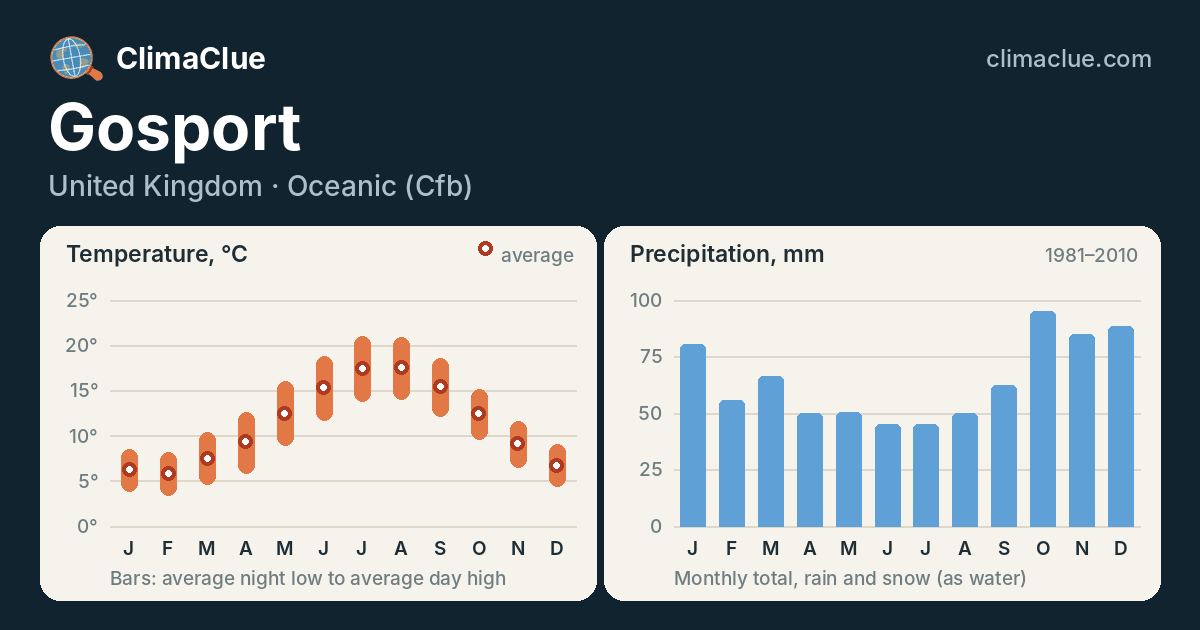 ClimaClue
climaclue.com
Gosport
United Kingdom · Oceanic (Cfb)
Temperature, °C
average
25°
20°
15°
10°
5°
0°
J F M A M J J A S O N D
Bars: average night low to average day high
Precipitation, mm
1981–2010
100
75
50
25
0
J F M A M J J A S O N D
Monthly total, rain and snow (as water)